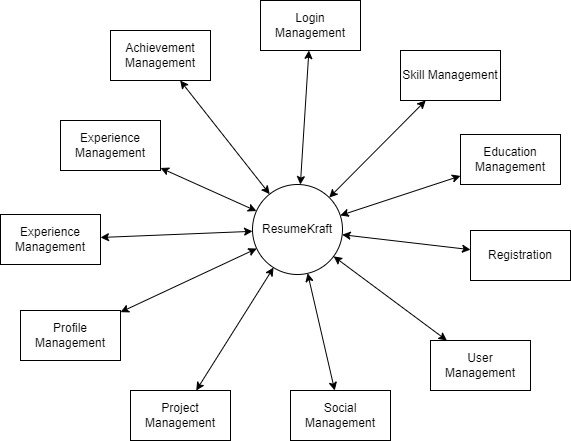 Login
Management
Achievement
Management
Skill Management
Experience
Management
Education
Management
Experience
Management
ResumeKraft
Registration
Profile
Management
User
Management
Project
Management
Social
Management